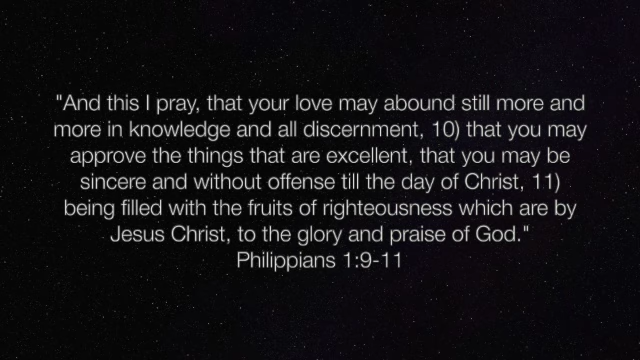 "And this I pray, that your love may abound still more and
more in knowledge and all discernment, 10) that you may
approve the things that are excellent, that you may be
sincere and without offense till the day of Christ, 11)
being filled with the fruits of righteousness which are by
Jesus Christ, to the glory and praise of God."
Philippians 1:9-11